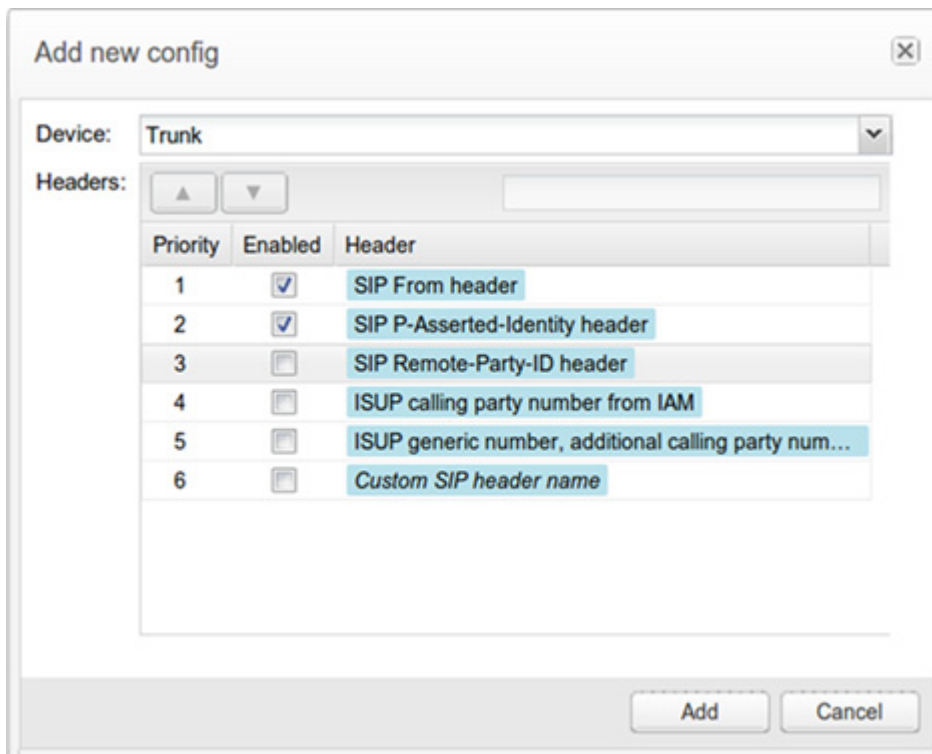 Add new config
Device: Trunk
Headers:
Priority Enabled Header
1 SIP From header
2 SIP P-Asserted-Identity header
3 SIP Remote-Party-ID header
4 ISUP calling party number from IAM
5 ISUP generic number, additional calling party num...
6 Custom SIP header name
Add Cancel